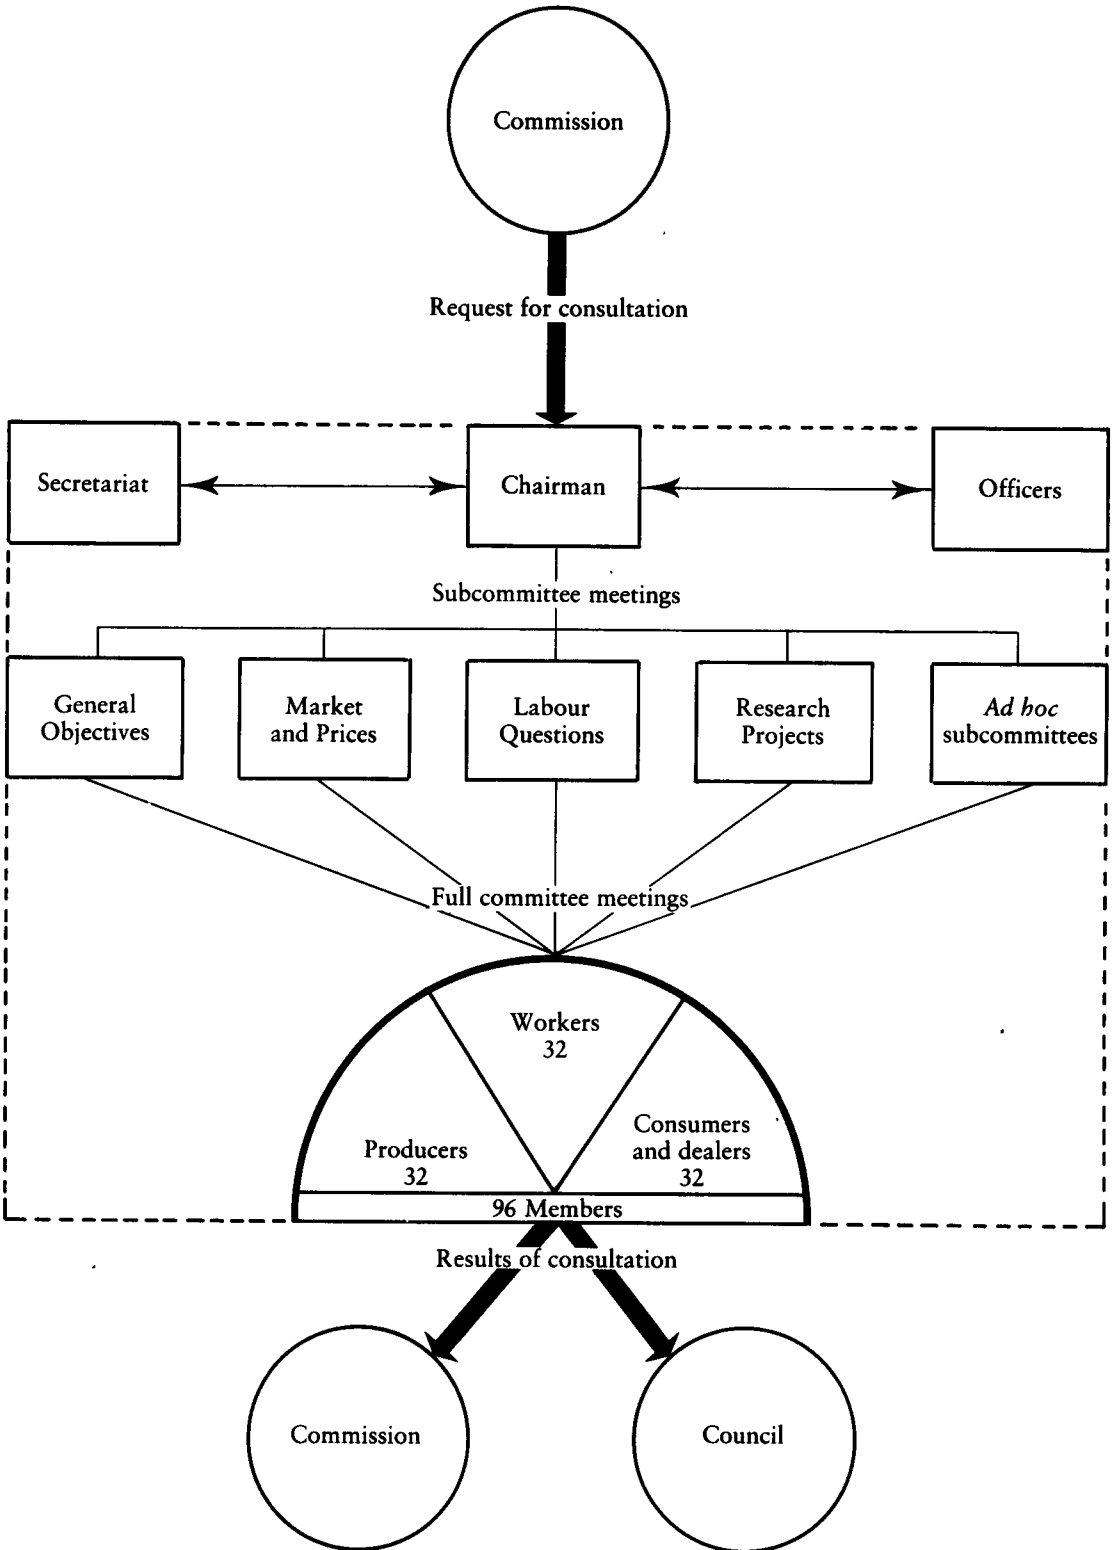 Commission
Request for consultation
Secretariat
Chairman
Officers
Subcommittee meetings
General
Objectives
Market
and Prices
Labour
Questions
Research
Projects
Ad hoc
subcommittees
Full committee meetings
Workers
32
Producers
32
Consumers
and dealers
32
96 Members
Results of consultation
Commission
Council